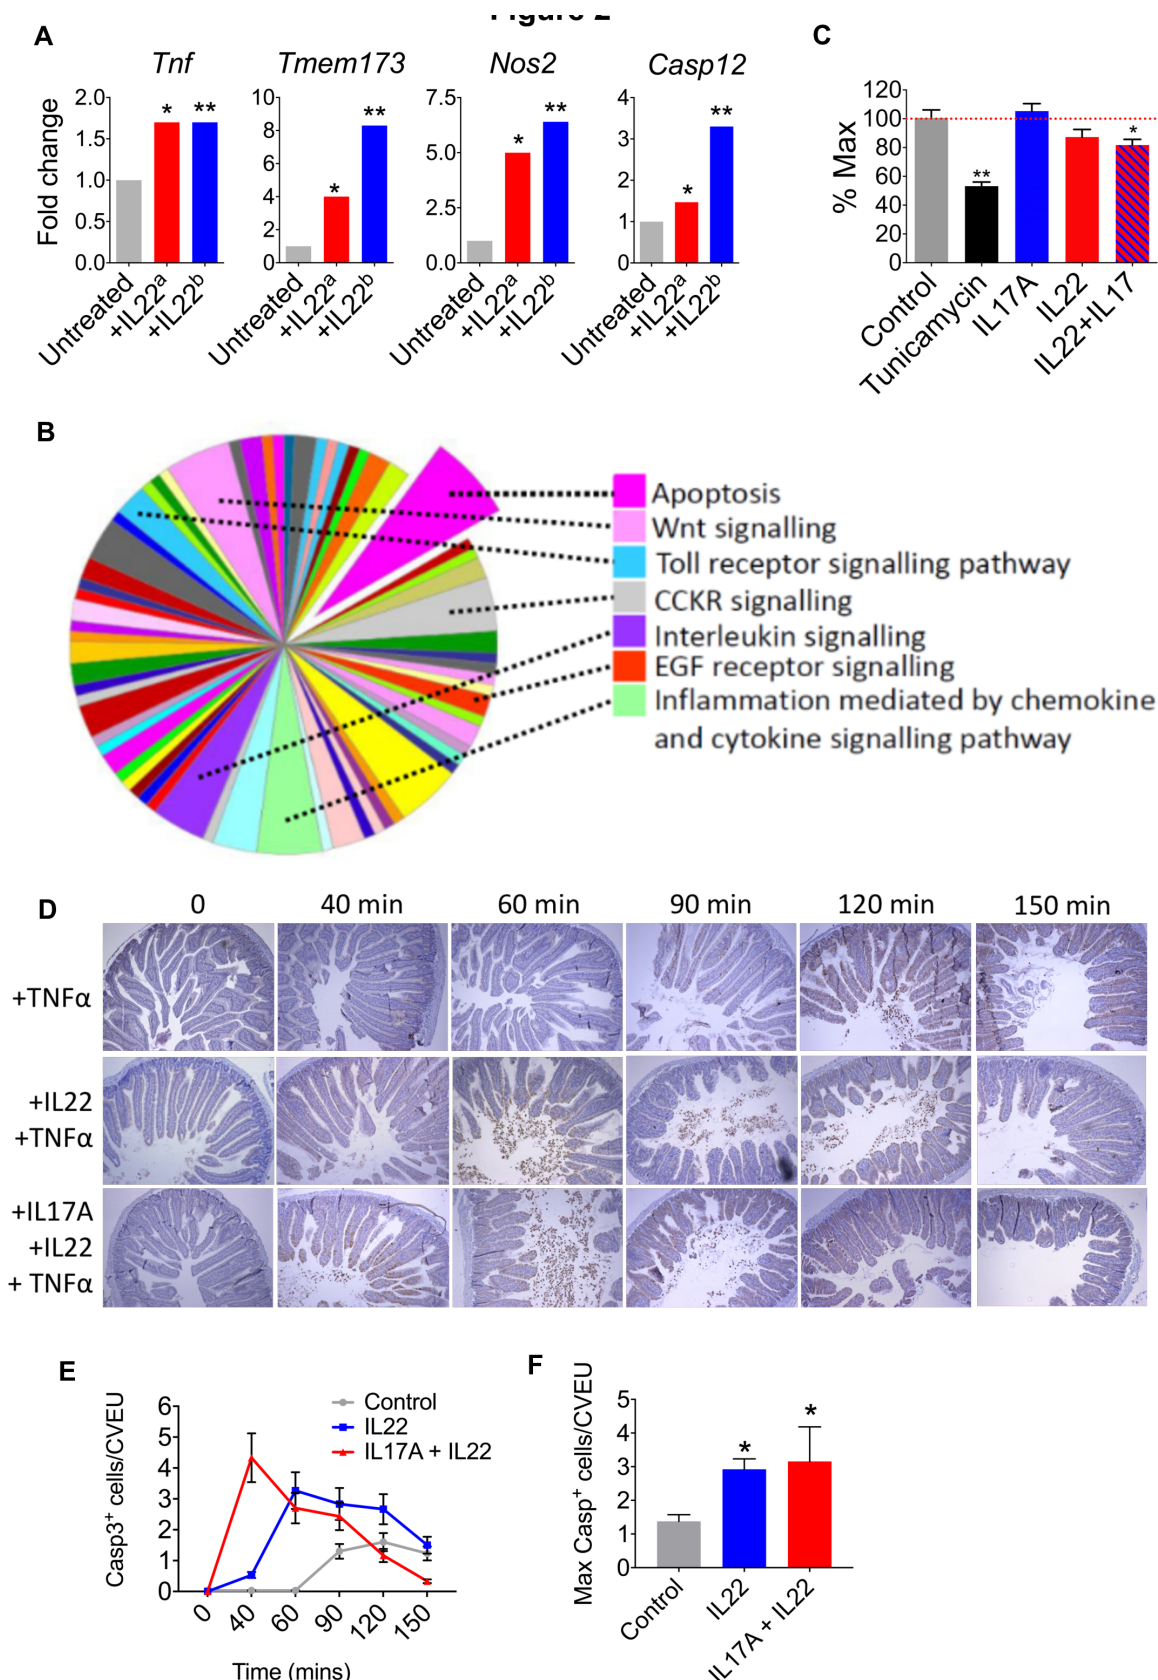 Figure 2
A
Tnf
Tmem173
Nos2
Casp12
Fold change
2.0
1.5
1.0
0.5
0.0
*
**
Untreated
+IL22a
+IL22b
10
8
6
4
2
0
*
**
Untreated
+IL22a
+IL22b
7.5
5.0
2.5
0.0
*
**
Untreated
+IL22a
+IL22b
4
3
2
1
0
*
**
Untreated
+IL22a
+IL22b
C
% Max
120
100
80
60
40
20
0
**
*
Control
Tunicamycin
IL17A
IL22
IL22+IL17
B
Apoptosis
Wnt signalling
Toll receptor signalling pathway
CCKR signalling
Interleukin signalling
EGF receptor signalling
Inflammation mediated by chemokine
and cytokine signalling pathway
D
0
40 min
60 min
90 min
120 min
150 min
+TNFα
+IL22
+TNFα
+IL17A
+IL22
+ TNFα
E
Casp3+ cells/CVEU
6
5
4
3
2
1
0
Control
IL22
IL17A + IL22
0
40
60
90
120
150
Time (mins)
F
Max Casp+ cells/CVEU
5
4
3
2
1
0
*
*
Control
IL22
IL17A + IL22